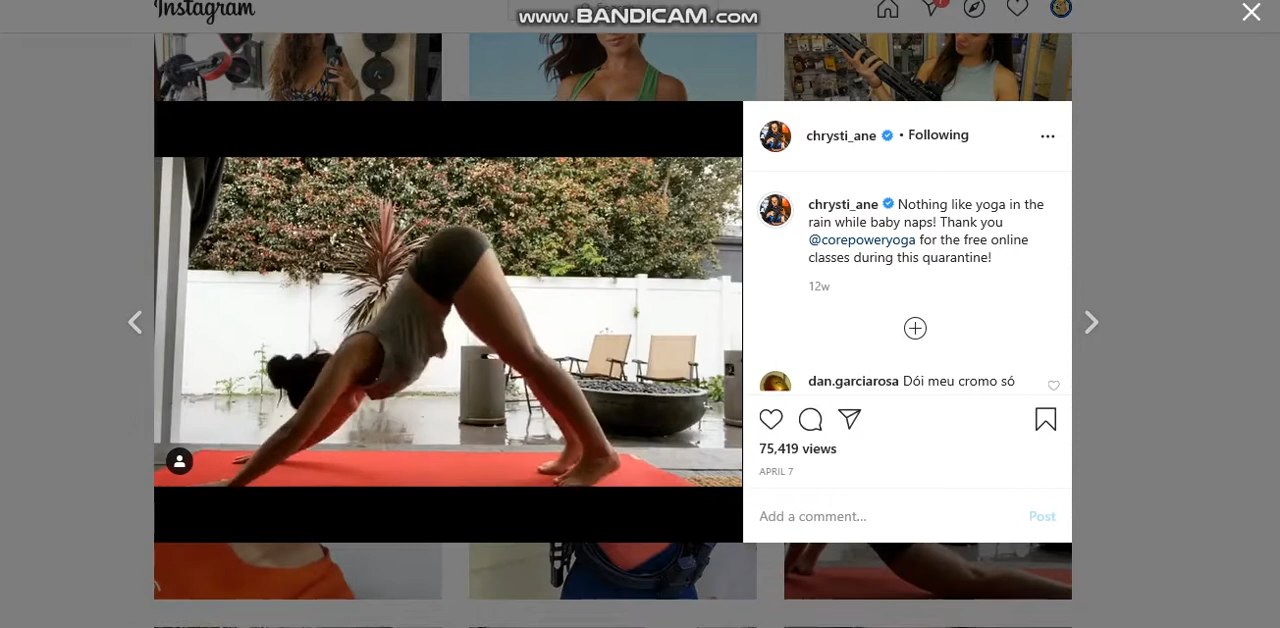 Instagram
www.BANDICAM.com
chrysti_ane • Following
chrysti_ane Nothing like yoga in the
rain while baby naps! Thank you
@corepoweryoga for the free online
classes during this quarantine!
12w
dan.garciarosa Dói meu cromo só
75,419 views
APRIL 7
Add a comment...
Post